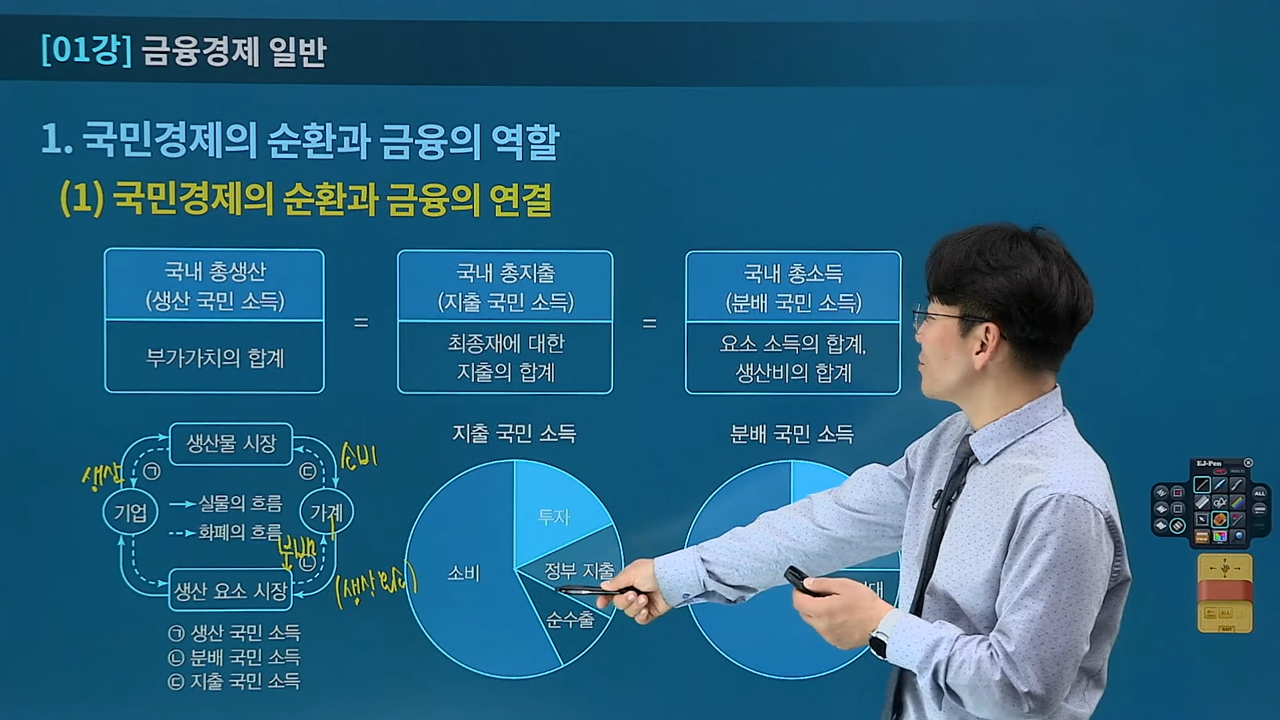 [01강] 금융경제 일반
1. 국민경제의 순환과 금융의 역할
(1) 국민경제의 순환과 금융의 연결
국내 총생산
(생산 국민 소득)
부가가치의 합계
=
국내 총지출
(지출 국민 소득)
최종재에 대한
지출의 합계
=
국내 총소득
(분배 국민 소득)
요소 소득의 합계,
생산비의 합계
생산물 시장
생산
㉠
㉢
소비
기업
가계
실물의 흐름
화폐의 흐름
분배
㉡
생산 요소 시장
㉠ 생산 국민 소득
㉡ 분배 국민 소득
㉢ 지출 국민 소득
지출 국민 소득
투자
소비
정부 지출
순수출
분배 국민 소득
EJ-Pen
ALL